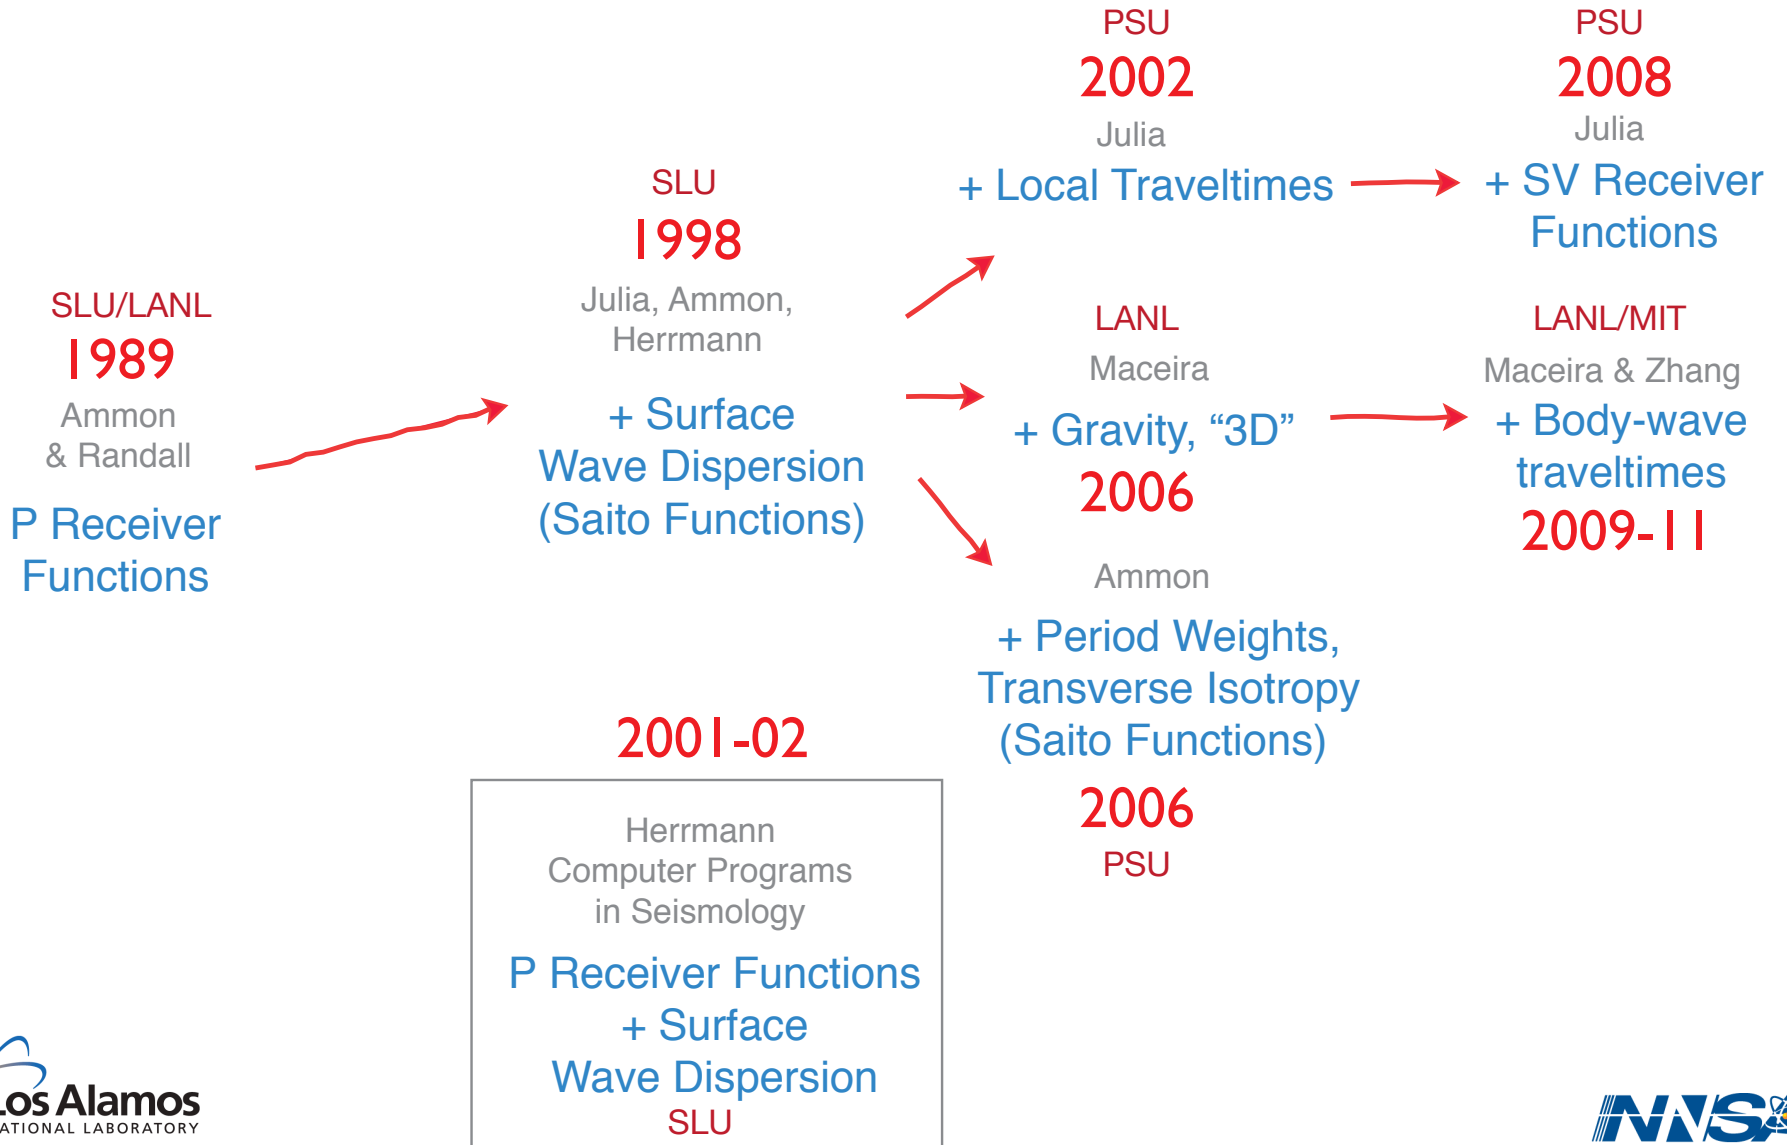 SLU/LANL
1989
Ammon
& Randall
P Receiver
Functions
SLU
1998
Julia, Ammon,
Herrmann
+ Surface
Wave Dispersion
(Saito Functions)
PSU
2002
Julia
+ Local Traveltimes
PSU
2008
Julia
+ SV Receiver
Functions
LANL
Maceira
+ Gravity, “3D”
2006
LANL/MIT
Maceira & Zhang
+ Body-wave
traveltimes
2009-11
Ammon
+ Period Weights,
Transverse Isotropy
(Saito Functions)
2006
PSU
2001-02
Herrmann
Computer Programs
in Seismology
P Receiver Functions
+ Surface
Wave Dispersion
SLU
Los Alamos
ATIONAL LABORATORY
NNSA